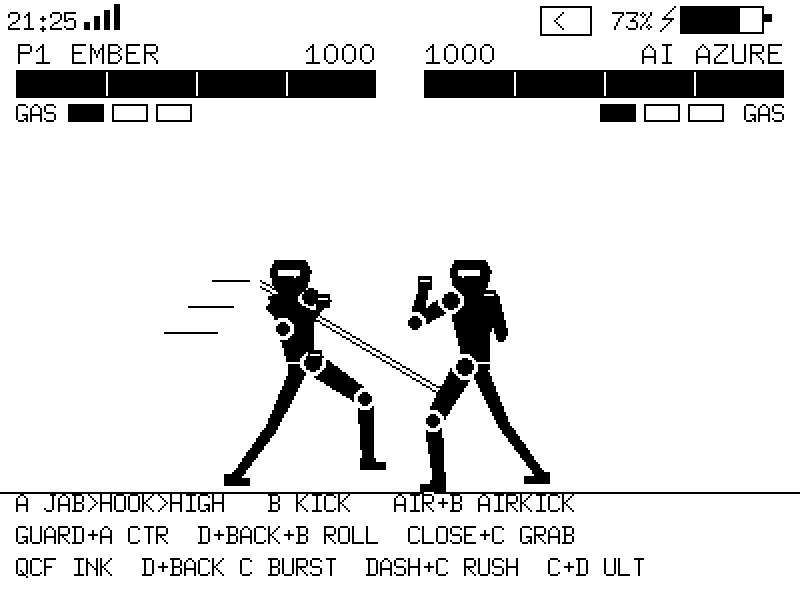 21:25 73%
P1 EMBER 1000 1000 AI AZURE
GAS GAS
A JAB>HOOK>HIGH B KICK AIR+B AIRKICK
GUARD+A CTR D+BACK+B ROLL CLOSE+C GRAB
QCF INK D+BACK C BURST DASH+C RUSH C+D ULT